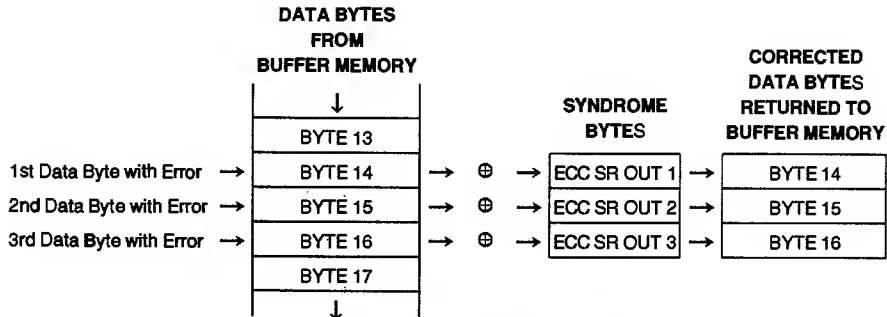 DATA BYTES
FROM
BUFFER MEMORY
CORRECTED
DATA BYTES
RETURNED TO
BUFFER MEMORY
SYNDROME
BYTES
BYTE 13
1st Data Byte with Error → BYTE 14 → ⊕ → ECC SR OUT 1 → BYTE 14
2nd Data Byte with Error → BYTE 15 → ⊕ → ECC SR OUT 2 → BYTE 15
3rd Data Byte with Error → BYTE 16 → ⊕ → ECC SR OUT 3 → BYTE 16
BYTE 17